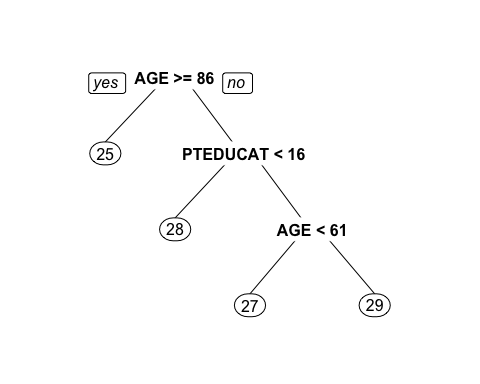 yes AGE >= 86 no
25
PTEDUCAT < 16
28
AGE < 61
27 29